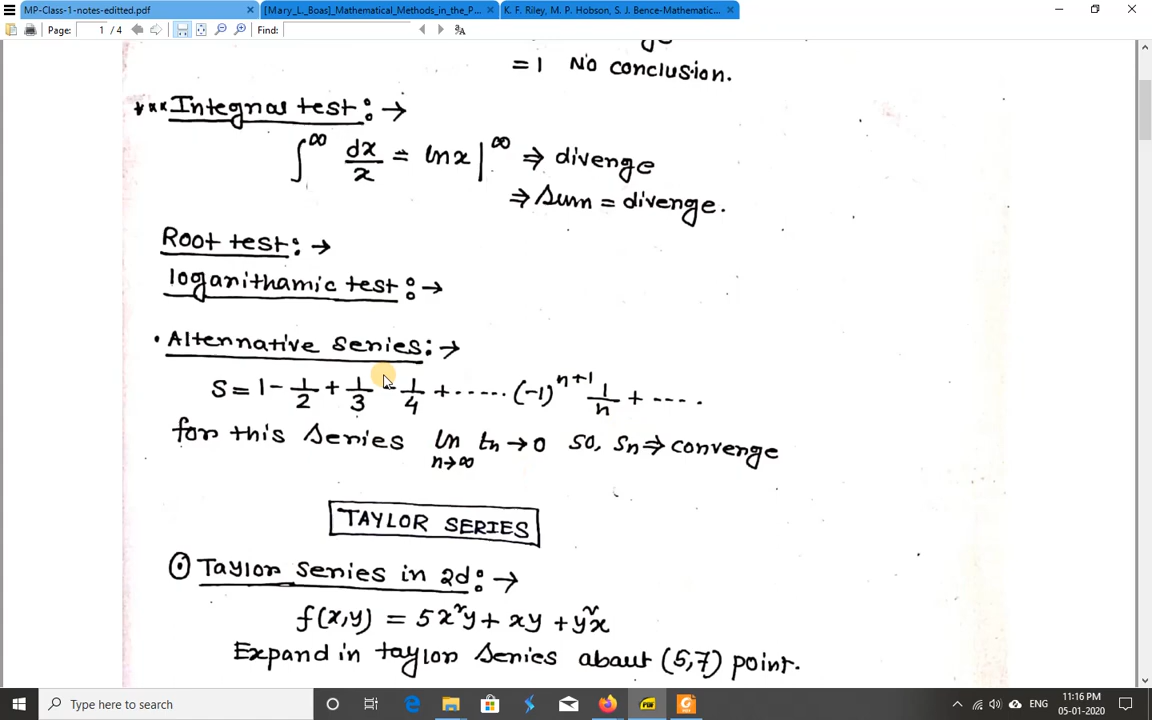 MP-Class-1-notes-editted.pdf
[Mary_L._Boas]_Mathematical_Methods_in_the_P...
K. F. Riley, M. P. Hobson, S. J. Bence-Mathematic...
Page: 1 / 4 Find:
= 1 No conclusion.
*** Integral test :→
∫^∞ dx/x = ln x |^∞ ⇒ diverge
⇒ Sum = diverge.
Root test :→
logarithamic test :→
• Alternative series :→
S = 1 - 1/2 + 1/3 - 1/4 + ..... (-1)^n+1 1/n + ....
for this series ln n→∞ tn → 0 so, Sn ⇒ converge
TAYLOR SERIES
⊙ Taylor series in 2d :→
f(x,y) = 5x²y + xy + y²x
Expand in taylor series about (5,7) point.
Type here to search
ENG
11:16 PM
05-01-2020